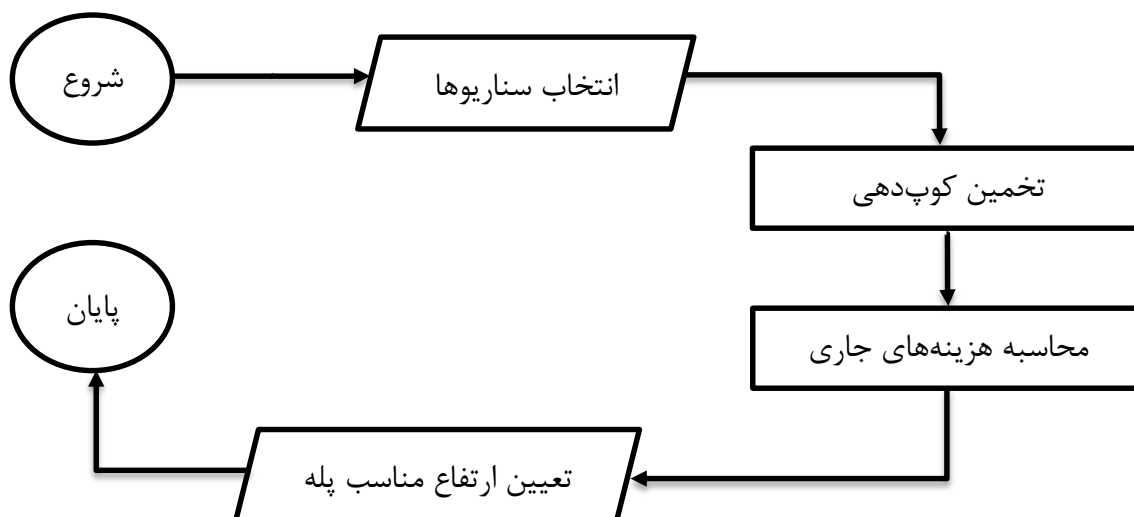 شروع
انتخاب سناریوها
تخمین کوپ‌دهی
محاسبه هزینه‌های جاری
تعیین ارتفاع مناسب پله
پایان